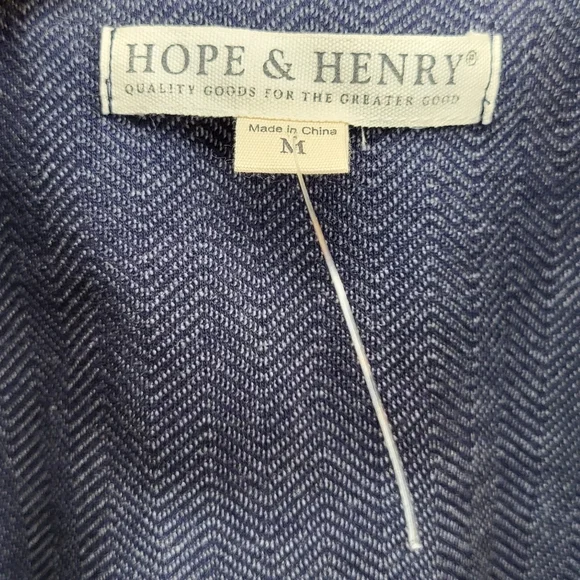 HOPE & HENRY®
QUALITY GOODS FOR THE GREATER GOOD
Made in China
M